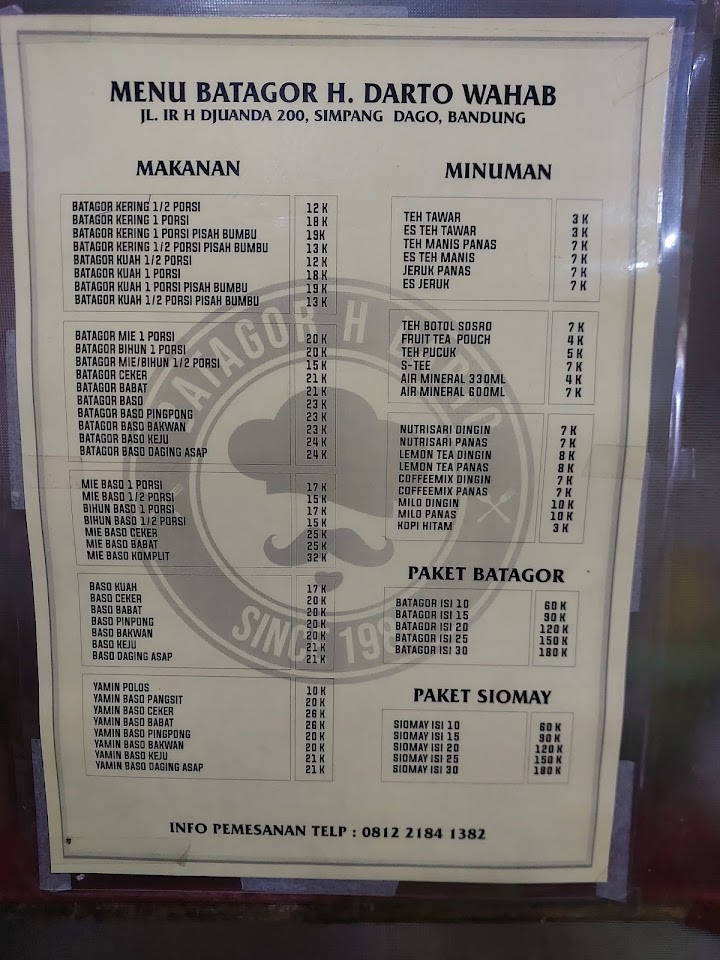 MENU BATAGOR H. DARTO WAHAB
JL. IR H DJUANDA 200, SIMPANG DAGO, BANDUNG
MAKANAN
BATAGOR KERING 1/2 PORSI 12 K
BATAGOR KERING 1 PORSI 18 K
BATAGOR KERING 1 PORSI PISAH BUMBU 19K
BATAGOR KERING 1/2 PORSI PISAH BUMBU 13 K
BATAGOR KUAH 1/2 PORSI 12 K
BATAGOR KUAH 1 PORSI 18 K
BATAGOR KUAH 1 PORSI PISAH BUMBU 19 K
BATAGOR KUAH 1/2 PORSI PISAH BUMBU 13 K
BATAGOR MIE 1 PORSI 20 K
BATAGOR BIHUN 1 PORSI 20 K
BATAGOR MIE/BIHUN 1/2 PORSI 15 K
BATAGOR CEKER 21 K
BATAGOR BABAT 21 K
BATAGOR BASO 23 K
BATAGOR BASO PINGPONG 23 K
BATAGOR BASO BAKWAN 23 K
BATAGOR BASO KEJU 24 K
BATAGOR BASO DAGING ASAP 24 K
MIE BASO 1 PORSI 17 K
MIE BASO 1/2 PORSI 15 K
BIHUN BASO 1 PORSI 17 K
BIHUN BASO 1/2 PORSI 15 K
MIE BASO CEKER 25 K
MIE BASO BABAT 25 K
MIE BASO KOMPLIT 32 K
BASO KUAH 17 K
BASO CEKER 20 K
BASO BABAT 20 K
BASO PINPONG 20 K
BASO BAKWAN 20 K
BASO KEJU 21 K
BASO DAGING ASAP 21 K
YAMIN POLOS 10 K
YAMIN BASO PANGSIT 20 K
YAMIN BASO CEKER 26 K
YAMIN BASO BABAT 26 K
YAMIN BASO PINGPONG 20 K
YAMIN BASO BAKWAN 20 K
YAMIN BASO KEJU 21 K
YAMIN BASO DAGING ASAP 21 K
MINUMAN
TEH TAWAR 3 K
ES TEH TAWAR 3 K
TEH MANIS PANAS 7 K
ES TEH MANIS 7 K
JERUK PANAS 7 K
ES JERUK 7 K
TEH BOTOL SOSRO 7 K
FRUIT TEA POUCH 4 K
TEH PUCUK 5 K
S-TEE 7 K
AIR MINERAL 330ML 4 K
AIR MINERAL 600ML 7 K
NUTRISARI DINGIN 7 K
NUTRISARI PANAS 7 K
LEMON TEA DINGIN 8 K
LEMON TEA PANAS 8 K
COFFEEMIX DINGIN 7 K
COFFEEMIX PANAS 7 K
MILO DINGIN 10 K
MILO PANAS 10 K
KOPI HITAM 3 K
PAKET BATAGOR
BATAGOR ISI 10 60 K
BATAGOR ISI 15 90 K
BATAGOR ISI 20 120 K
BATAGOR ISI 25 150 K
BATAGOR ISI 30 180 K
PAKET SIOMAY
SIOMAY ISI 10 60 K
SIOMAY ISI 15 90 K
SIOMAY ISI 20 120 K
SIOMAY ISI 25 150 K
SIOMAY ISI 30 180 K
BATAGOR H
SINCE 198
INFO PEMESANAN TELP : 0812 2184 1382